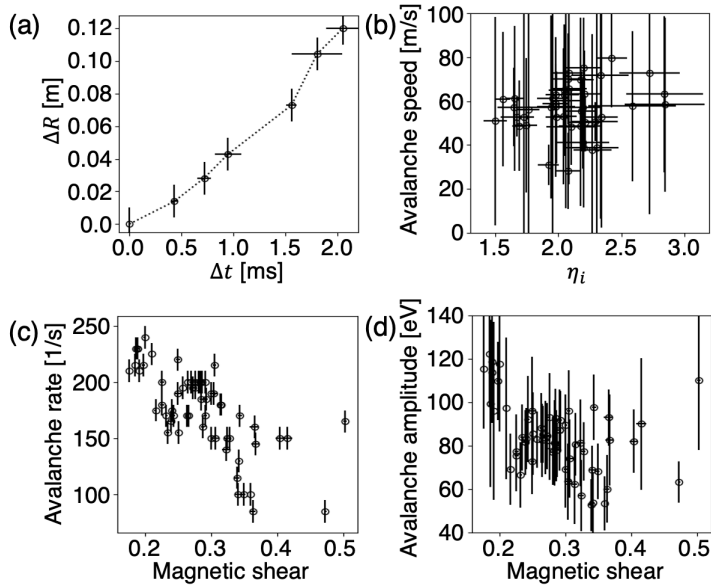 (a)
0.12
0.10
0.08
0.06
0.04
0.02
0.0
ΔR [m]
0.0 0.5 1.0 1.5 2.0
Δt [ms]
(b)
100
80
60
40
20
0
Avalanche speed [m/s]
1.5 2.0 2.5 3.0
ηi
(c)
250
200
150
100
Avalanche rate [1/s]
0.2 0.3 0.4 0.5
Magnetic shear
(d)
140
120
100
80
60
40
Avalanche amplitude [eV]
0.2 0.3 0.4 0.5
Magnetic shear